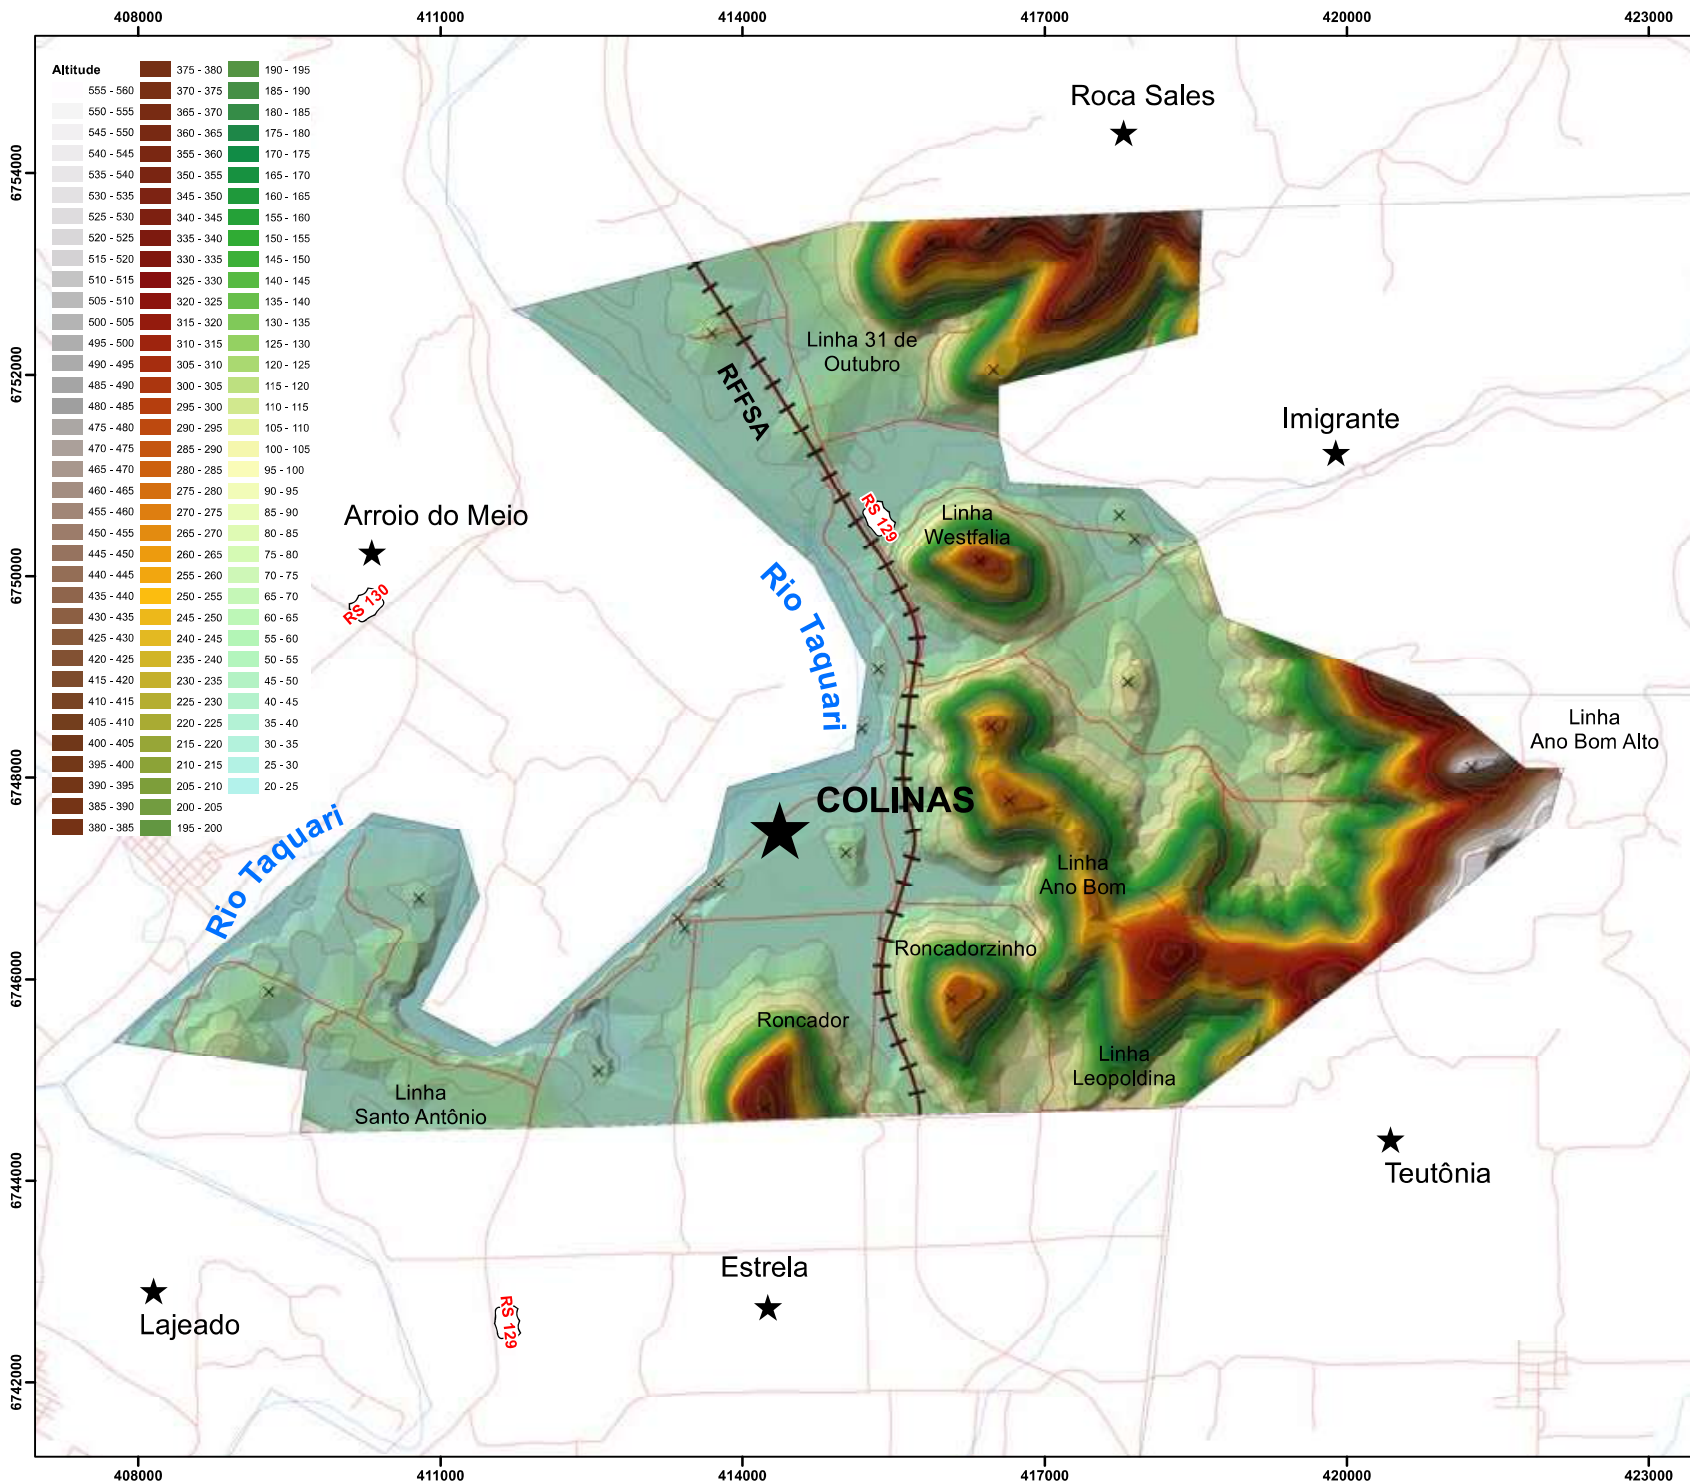 408000
411000
414000
417000
420000
423000
Altitude
555 - 560
550 - 555
545 - 550
540 - 545
535 - 540
530 - 535
525 - 530
520 - 525
515 - 520
510 - 515
505 - 510
500 - 505
495 - 500
490 - 495
485 - 490
480 - 485
475 - 480
470 - 475
465 - 470
460 - 465
455 - 460
450 - 455
445 - 450
440 - 445
435 - 440
430 - 435
425 - 430
420 - 425
415 - 420
410 - 415
405 - 410
400 - 405
395 - 400
390 - 395
385 - 390
380 - 385
375 - 380
370 - 375
365 - 370
360 - 365
355 - 360
350 - 355
345 - 350
340 - 345
335 - 340
330 - 335
325 - 330
320 - 325
315 - 320
310 - 315
305 - 310
300 - 305
295 - 300
290 - 295
285 - 290
280 - 285
275 - 280
270 - 275
265 - 270
260 - 265
255 - 260
250 - 255
245 - 250
240 - 245
235 - 240
230 - 235
225 - 230
220 - 225
215 - 220
210 - 215
205 - 210
200 - 205
195 - 200
190 - 195
185 - 190
180 - 185
175 - 180
170 - 175
165 - 170
160 - 165
155 - 160
150 - 155
145 - 150
140 - 145
135 - 140
130 - 135
125 - 130
120 - 125
115 - 120
110 - 115
105 - 110
100 - 105
95 - 100
90 - 95
85 - 90
80 - 85
75 - 80
70 - 75
65 - 70
60 - 65
55 - 60
50 - 55
45 - 50
40 - 45
35 - 40
30 - 35
25 - 30
20 - 25
6754000
6752000
6750000
6748000
6746000
6744000
6742000
Roca Sales
Linha 31 de
Outubro
RFFSA
Imigrante
Arroio do Meio
RS 130
RS 129
Linha
Westfalia
Rio Taquari
Linha
Ano Bom Alto
COLINAS
Rio Taquari
Linha
Ano Bom
Roncadorzinho
Roncador
Linha
Leopoldina
Linha
Santo Antônio
Teutônia
Estrela
Lajeado
RS 129
408000
411000
414000
417000
420000
423000